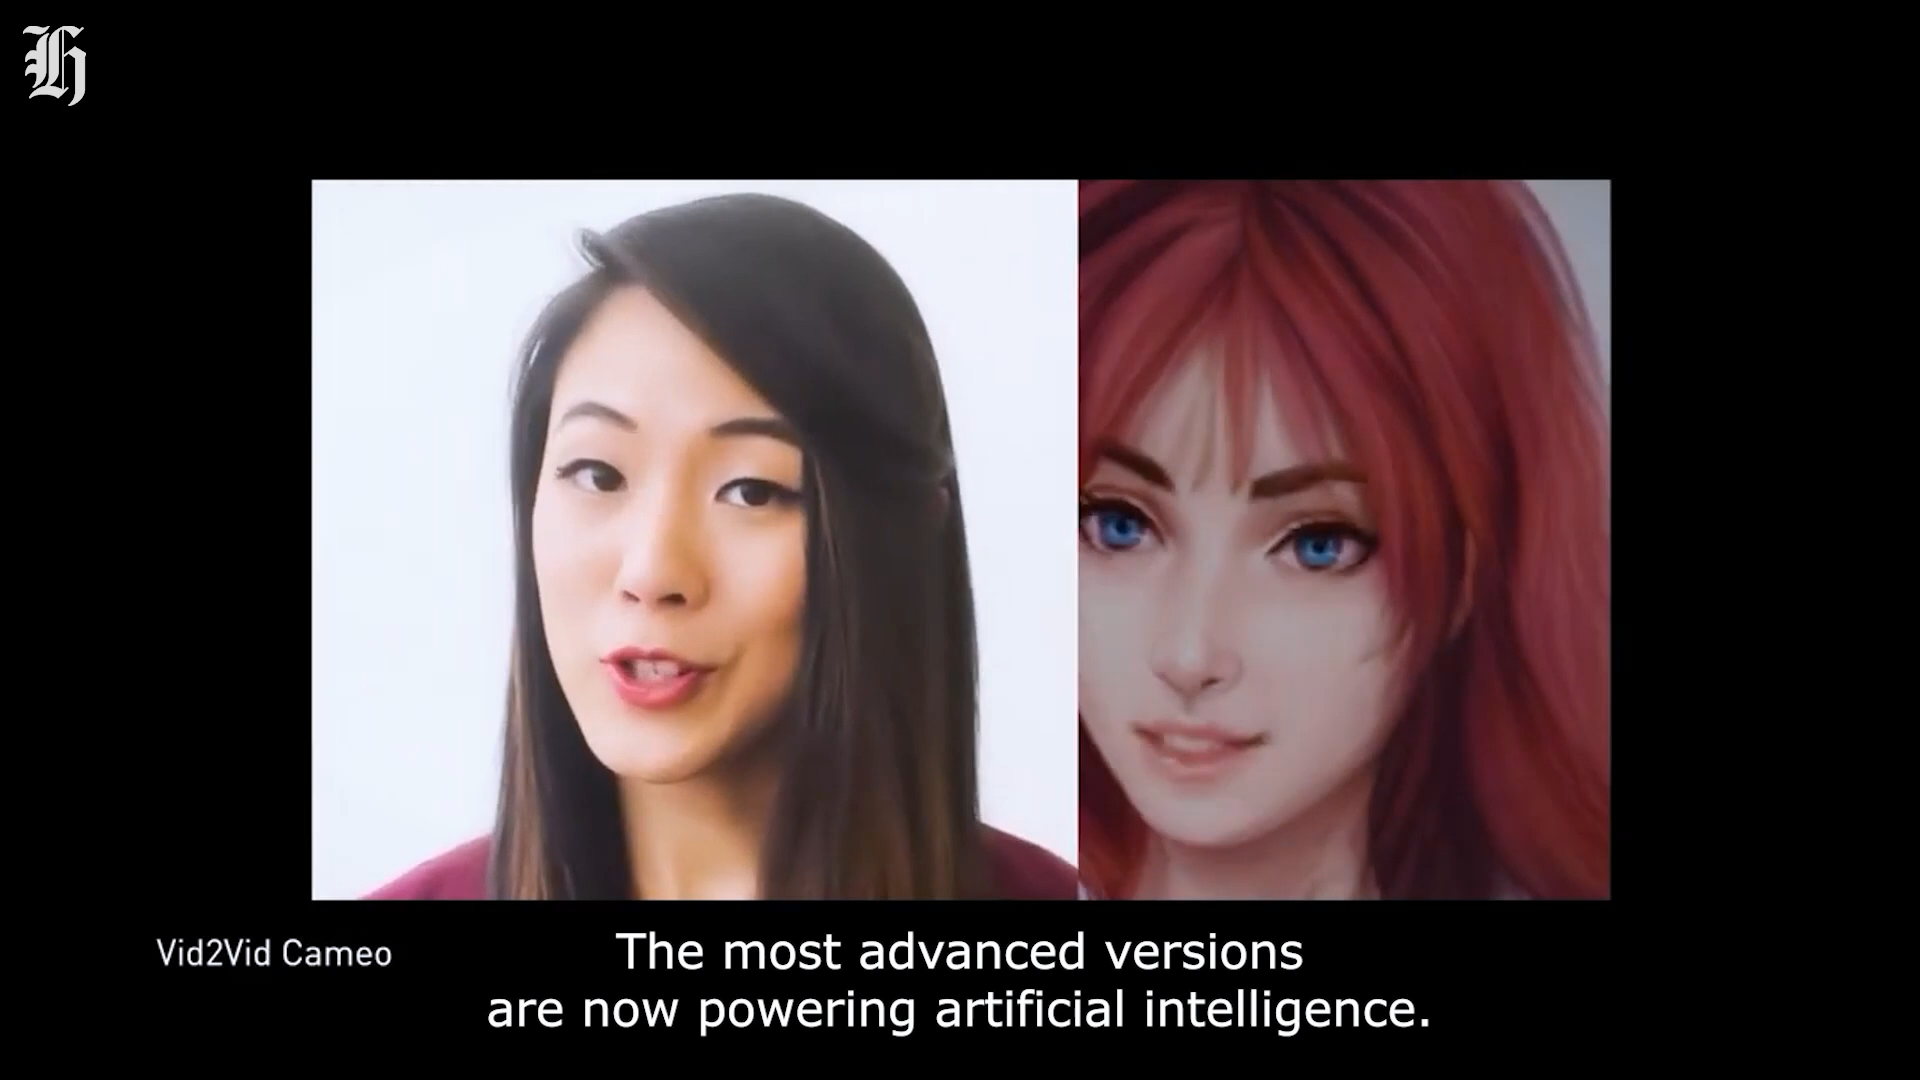 H
Vid2Vid Cameo
The most advanced versions
are now powering artificial intelligence.